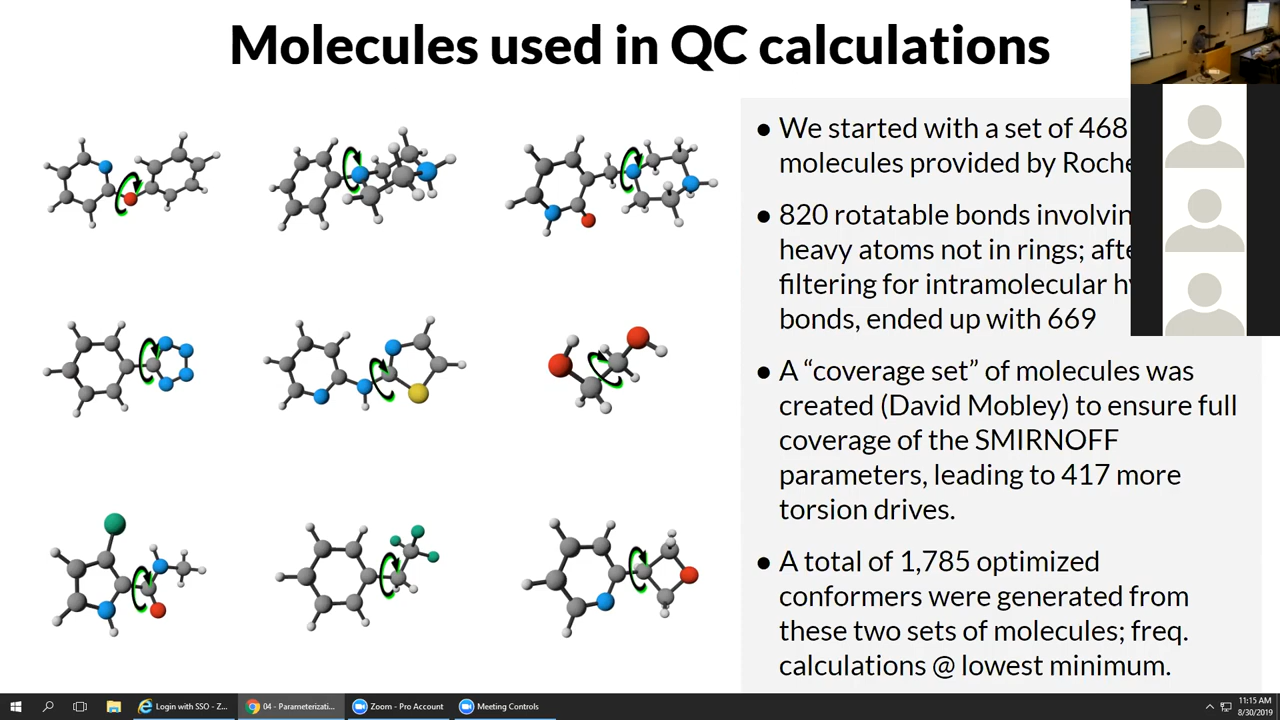 Molecules used in QC calculations
● We started with a set of 468
molecules provided by Roche
● 820 rotatable bonds
heavy atoms not in rings;
filtering for intramolecular
bonds, ended up with 669
● A “coverage set” of molecules was
created (David Mobley) to ensure full
coverage of the SMIRNOFF
parameters, leading to 417 more
torsion drives.
● A total of 1,785 optimized
conformers were generated from
these two sets of molecules; freq.
calculations @ lowest minimum.
Login with SSO - Z...
04 - Parameterizati...
Zoom - Pro Account
Meeting Controls
11:15 AM
8/30/2019